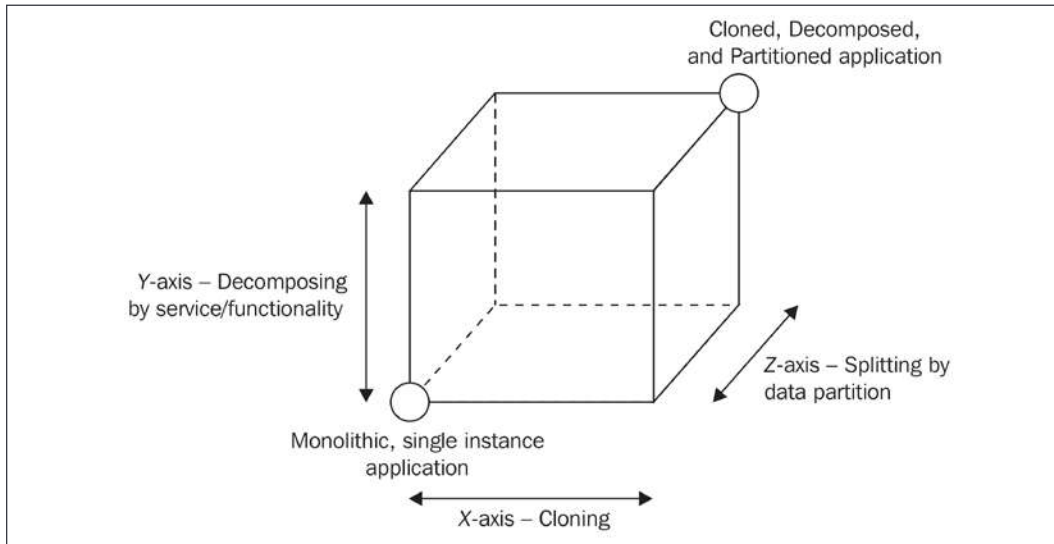 Cloned, Decomposed,
and Partitioned application
Y-axis – Decomposing
by service/functionality
Z-axis – Splitting by
data partition
Monolithic, single instance
application
X-axis – Cloning